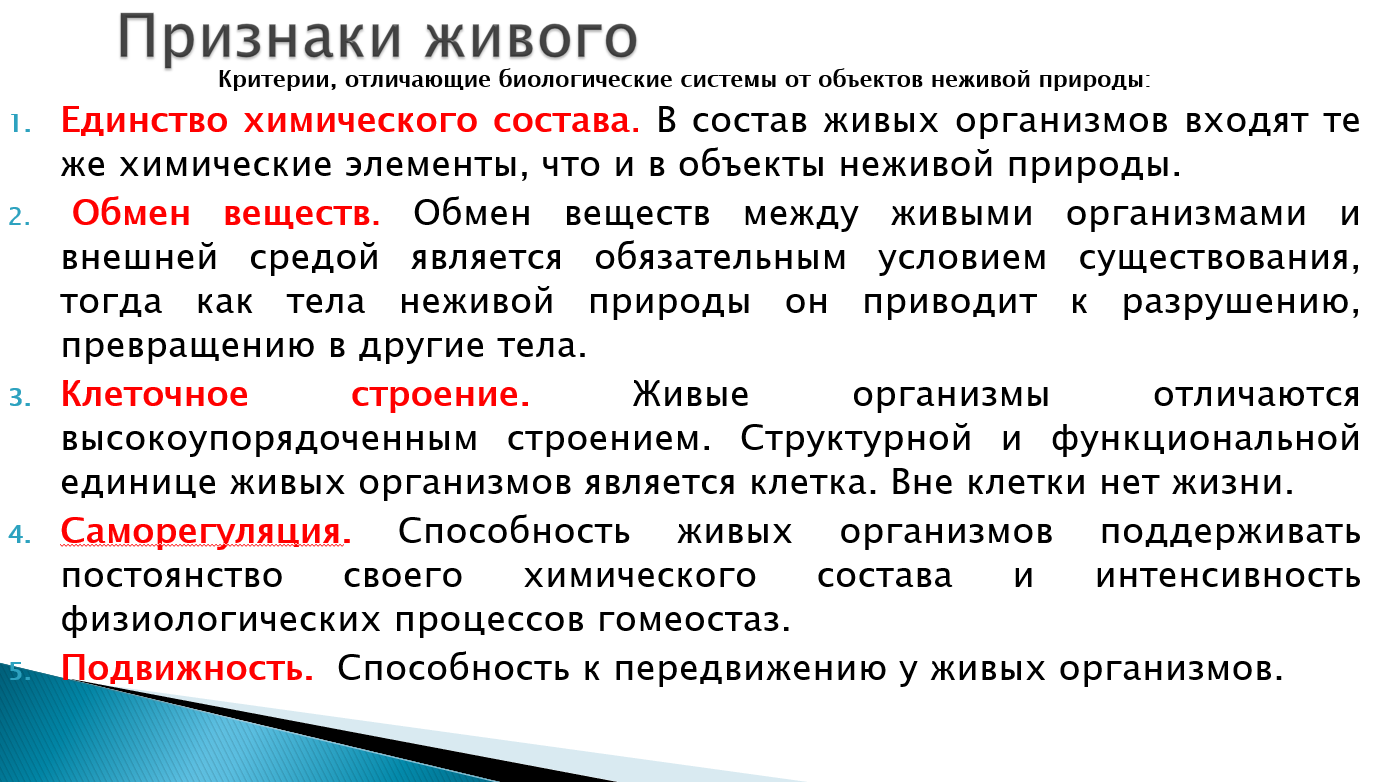 Признаки живого
Критерии, отличающие биологические системы от объектов неживой природы:
1. Единство химического состава. В состав живых организмов входят те
же химические элементы, что и в объекты неживой природы.
2. Обмен веществ. Обмен веществ между живыми организмами и
внешней средой является обязательным условием существования,
тогда как тела неживой природы он приводит к разрушению,
превращению в другие тела.
3. Клеточное строение. Живые организмы отличаются
высокоупорядоченным строением. Структурной и функциональной
единице живых организмов является клетка. Вне клетки нет жизни.
4. Саморегуляция. Способность живых организмов поддерживать
постоянство своего химического состава и интенсивность
физиологических процессов гомеостаз.
5. Подвижность. Способность к передвижению у живых организмов.